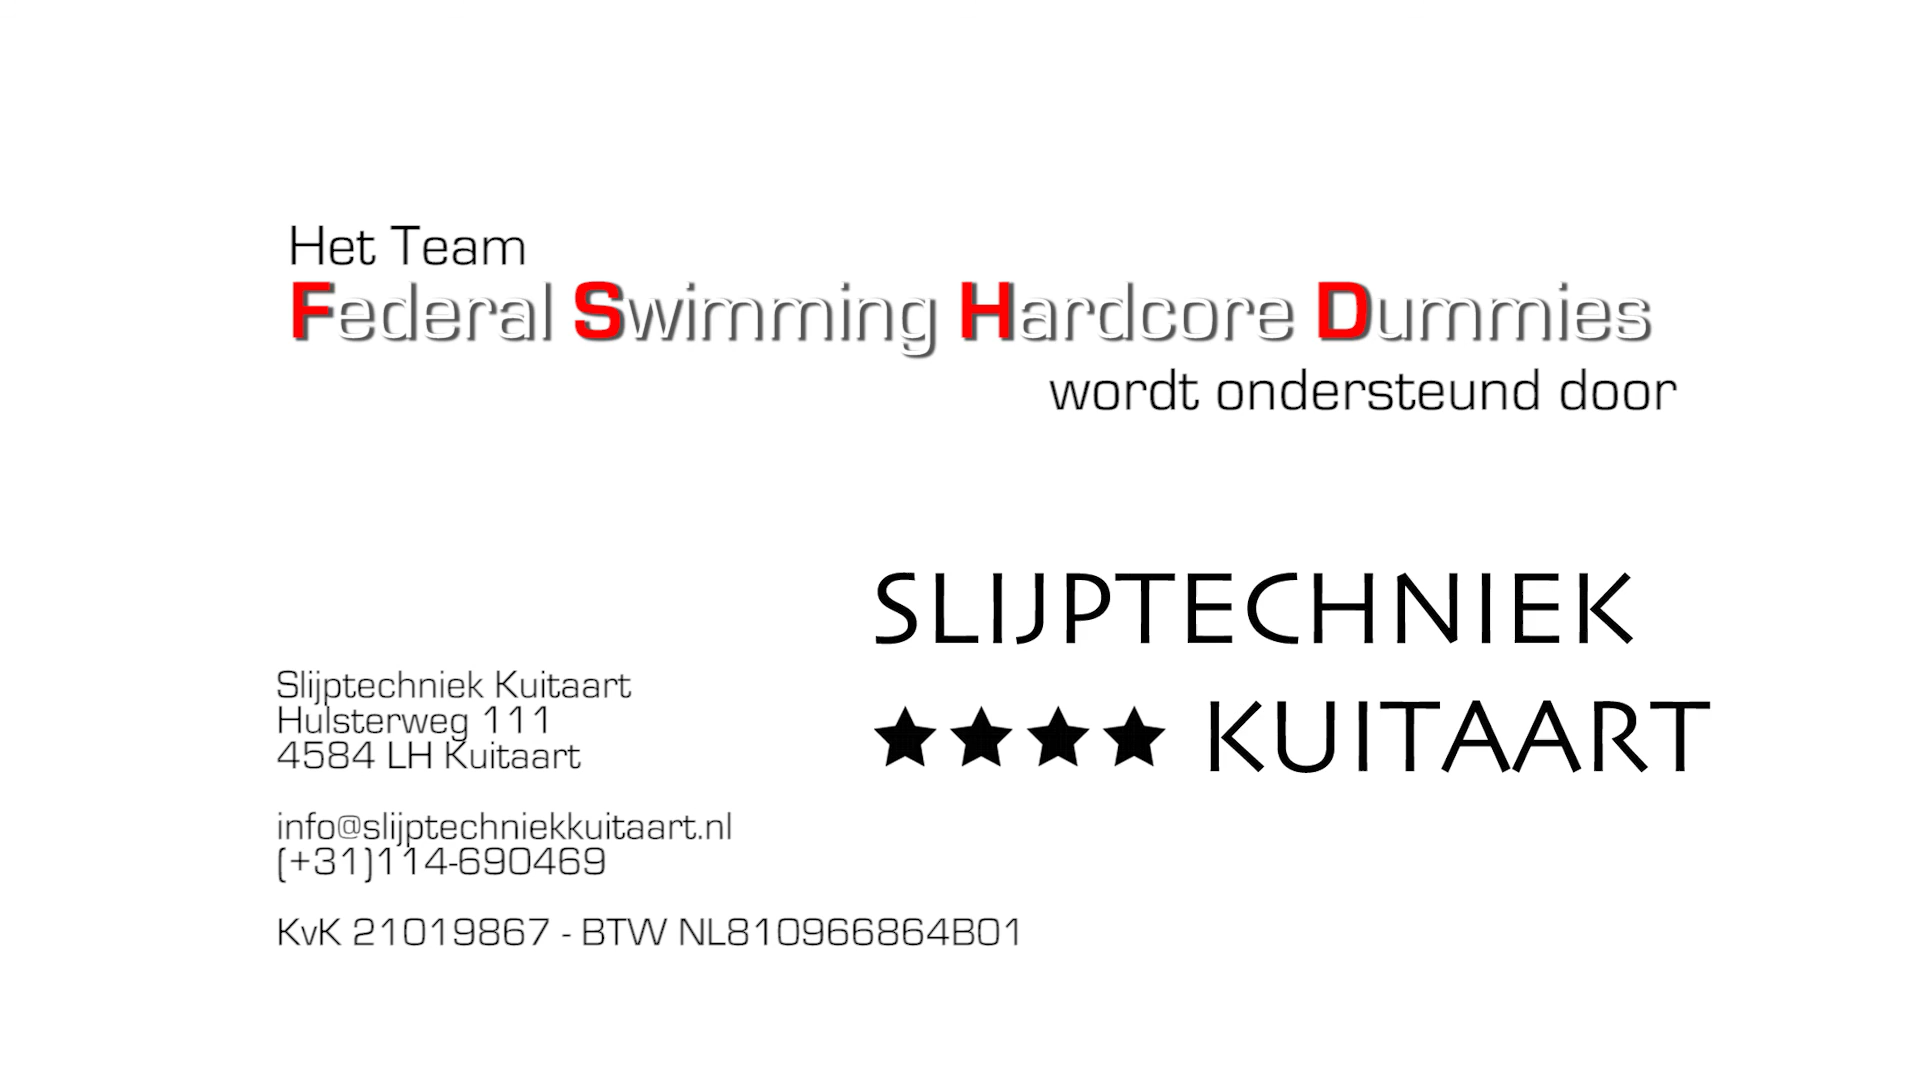 Het Team
Federal Swimming Hardcore Dummies
wordt ondersteund door
SLIJPTECHNIEK
★★★★ KUITAART
Slijptechniek Kuitaart
Hulsterweg 111
4584 LH Kuitaart
info@slijptechniekkuitaart.nl
(+31)114-690469
KvK 21019867 - BTW NL810966864B01